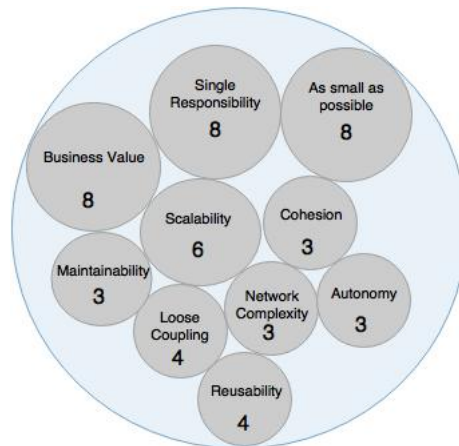 Single
Responsibility
8
As small as
possible
8
Business Value
8
Scalability
6
Cohesion
3
Maintainability
3
Loose
Coupling
4
Network
Complexity
3
Autonomy
3
Reusability
4